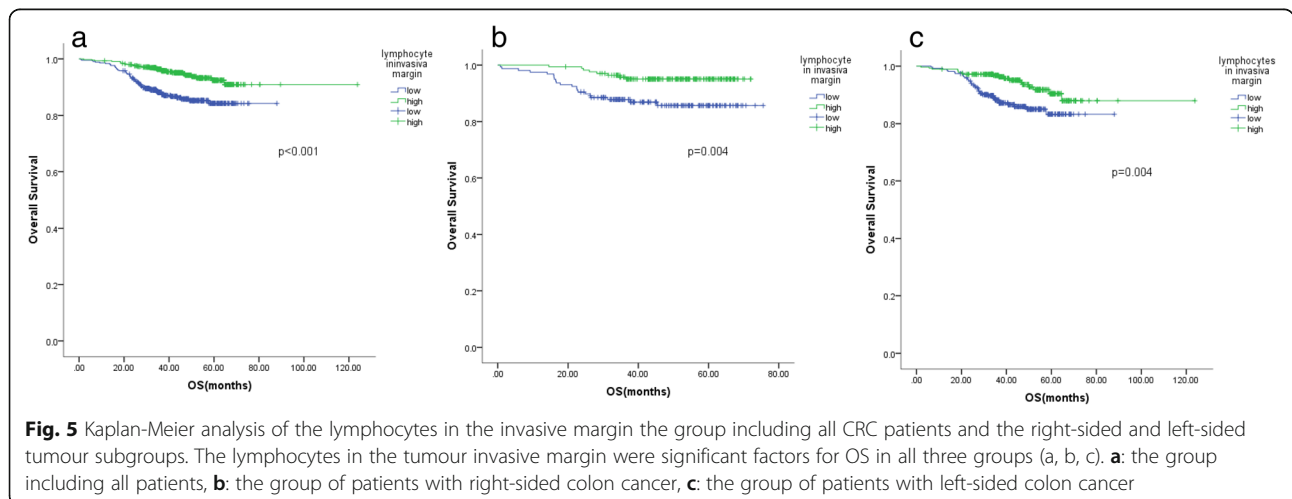 a
lymphocyte
ininvasiva
margin
low
high
low
high
p<0.001
Overall Survival
1.0
0.8
0.6
0.4
0.2
0.0
.00 20.00 40.00 60.00 80.00 100.00 120.00
OS(months)
b
lymphocyte
in invasiva
margin
low
high
low
high
p=0.004
Overall Survival
1.0
0.8
0.6
0.4
0.2
0.0
.00 20.00 40.00 60.00 80.00
OS(months)
c
lymphocytes
in invasiva
margin
low
high
low
high
p=0.004
Overall Survival
1.0
0.8
0.6
0.4
0.2
0.0
.00 20.00 40.00 60.00 80.00 100.00 120.00
OS(months)
Fig. 5 Kaplan-Meier analysis of the lymphocytes in the invasive margin the group including all CRC patients and the right-sided and left-sided
tumour subgroups. The lymphocytes in the tumour invasive margin were significant factors for OS in all three groups (a, b, c). a: the group
including all patients, b: the group of patients with right-sided colon cancer, c: the group of patients with left-sided colon cancer